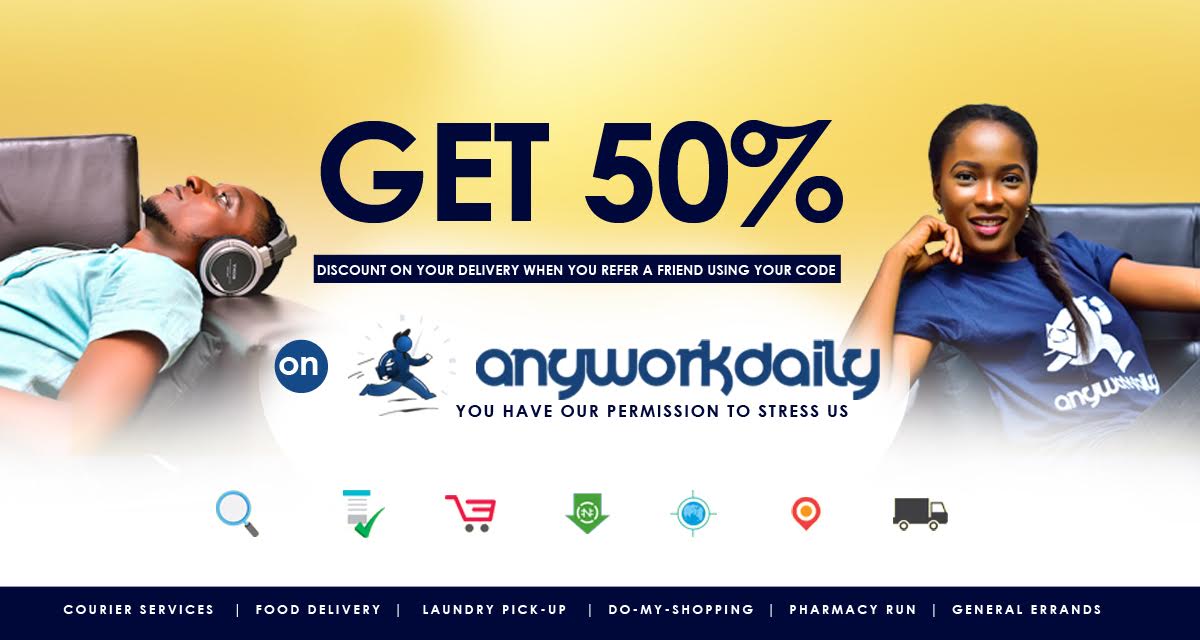 GET 50%
DISCOUNT ON YOUR DELIVERY WHEN YOU REFER A FRIEND USING YOUR CODE
on anyworkdaily
YOU HAVE OUR PERMISSION TO STRESS US
anyworkdaily
COURIER SERVICES | FOOD DELIVERY | LAUNDRY PICK-UP | DO-MY-SHOPPING | PHARMACY RUN | GENERAL ERRANDS